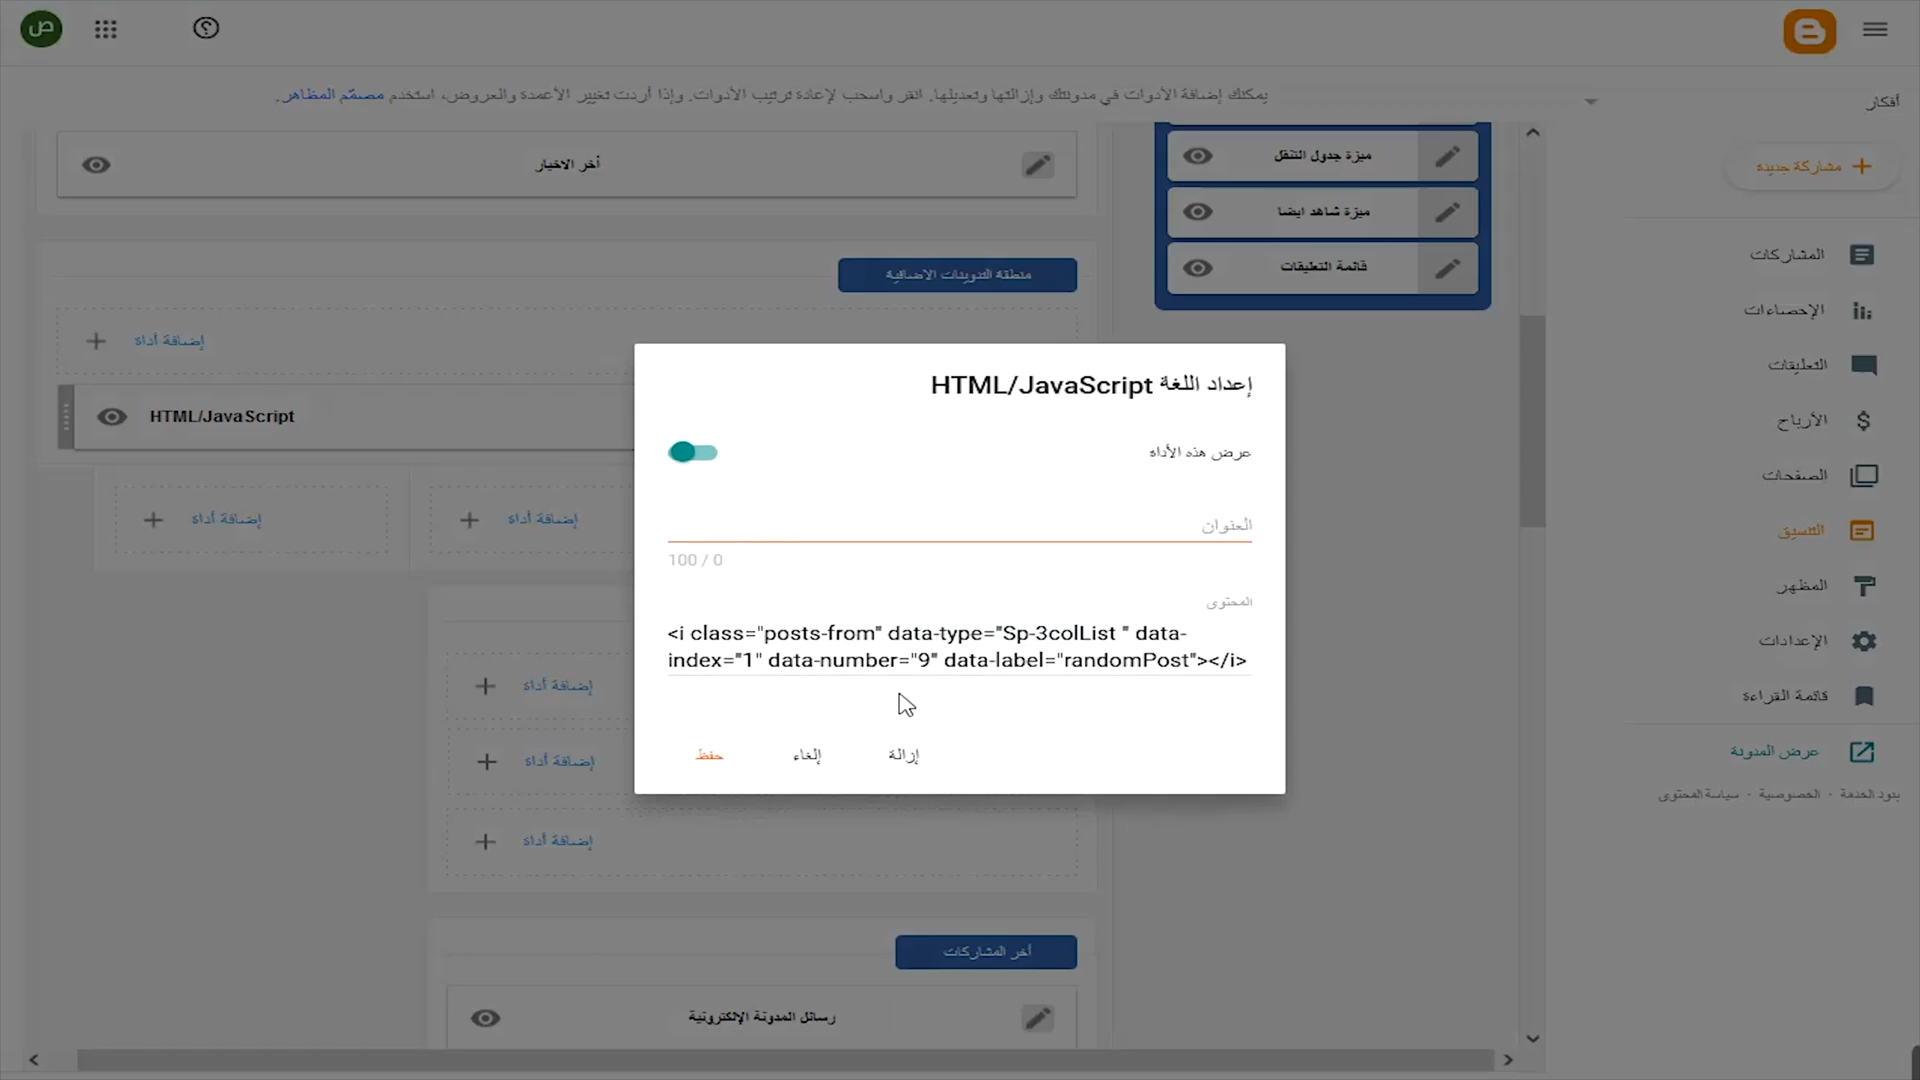 ص
يمكنك إضافة الأدوات في مدونتك وإزالتها وتعديلها. انقر واسحب لإعادة ترتيب الأدوات. وإذا أردت تغيير الأعمدة والعروض، استخدم مصمّم المظاهر.
أفكار
مشاركة جديدة
المشاركات
الإحصاءات
التعليقات
الأرباح
الصفحات
التنسيق
المظهر
الإعدادات
قائمة القراءة
عرض المدونة
بنود الخدمة · الخصوصية · سياسة المحتوى
ميزة جدول التنقل
ميزة شاهد ايضا
قائمة التعليقات
أخر الاخبار
منطقة التدوينات الاضافية
إضافة أداة
HTML/JavaScript
إضافة أداة
إضافة أداة
إضافة أداة
إضافة أداة
إضافة أداة
أخر المشاركات
رسائل المدونة الإلكترونية
إعداد اللغة HTML/JavaScript
عرض هذه الأداة
العنوان
100 / 0
المحتوى
<i class="posts-from" data-type="Sp-3colList " data-
index="1" data-number="9" data-label="randomPost"></i>
إزالة
إلغاء
حفظ